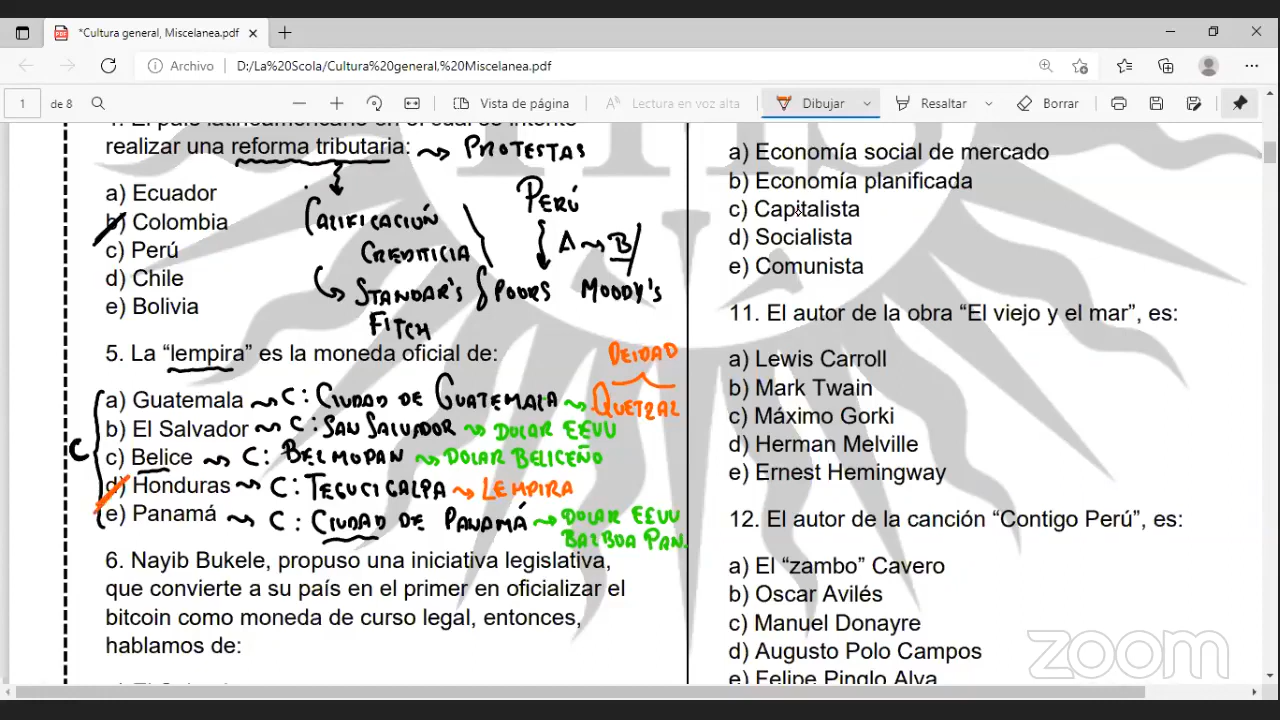 *Cultura general, Miscelanea.pdf
Archivo
D:/La%20Scola/Cultura%20general,%20Miscelanea.pdf
1
de 8
Vista de página
Lectura en voz alta
Dibujar
Resaltar
Borrar
realizar una reforma tributaria: PROTESTAS
a) Ecuador
b) Colombia
c) Perú
d) Chile
e) Bolivia
CALIFICACIÓN
CREDITICIA
STANDAR'S & POORS
FITCH
PERÚ
A B
MOODY'S
5. La “lempira” es la moneda oficial de:
DEIDAD
a) Guatemala C: CIUDAD DE GUATEMALA QUETZAL
b) El Salvador C: SAN SALVADOR DOLAR EEUU
C c) Belice C: BELMOPAN DOLAR BELICEÑO
d) Honduras C: TEGUCIGALPA LEMPIRA
e) Panamá C: CIUDAD DE PANAMÁ DOLAR EEUU
BALBOA PAN.
6. Nayib Bukele, propuso una iniciativa legislativa,
que convierte a su país en el primer en oficializar el
bitcoin como moneda de curso legal, entonces,
hablamos de:
a) Economía social de mercado
b) Economía planificada
c) Capitalista
d) Socialista
e) Comunista
11. El autor de la obra “El viejo y el mar”, es:
a) Lewis Carroll
b) Mark Twain
c) Máximo Gorki
d) Herman Melville
e) Ernest Hemingway
12. El autor de la canción “Contigo Perú”, es:
a) El “zambo” Cavero
b) Oscar Avilés
c) Manuel Donayre
d) Augusto Polo Campos
e) Felipe Pinglo Alva
zoom